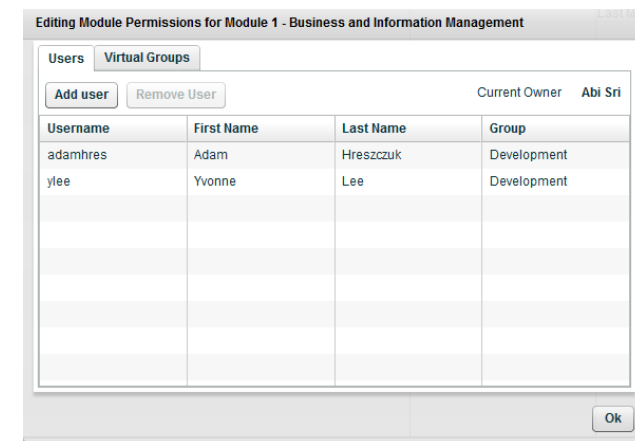 Editing Module Permissions for Module 1 - Business and Information Management
Users Virtual Groups
Add user Remove User Current Owner Abi Sri
Username First Name Last Name Group
adamhres Adam Hreszczuk Development
ylee Yvonne Lee Development
Ok